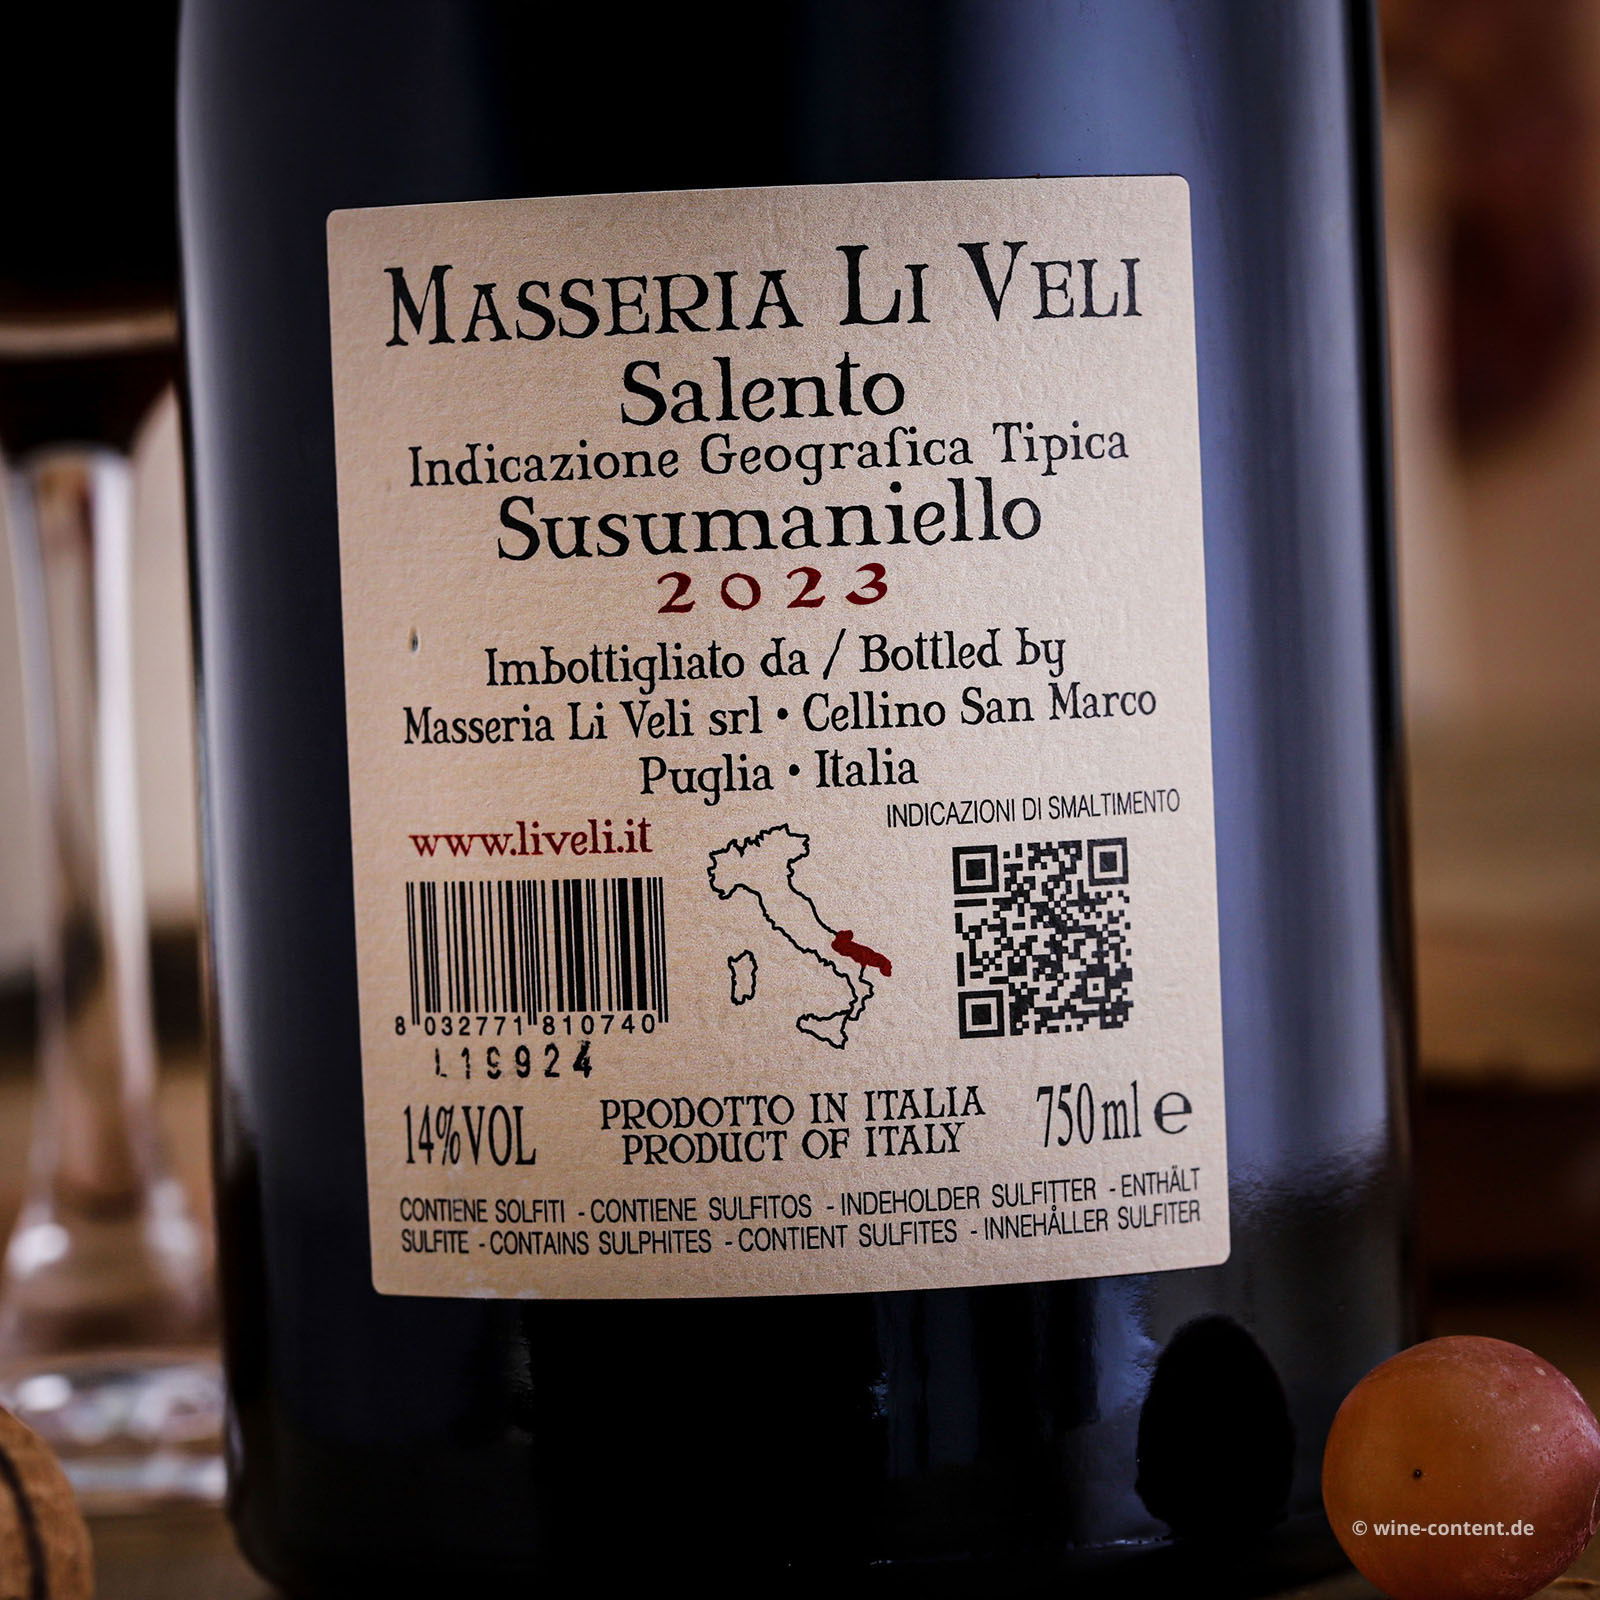 MASSERIA LI VELI
Salento
Indicazione Geografica Tipica
Susumaniello
2023
Imbottigliato da / Bottled by
Masseria Li Veli srl • Cellino San Marco
Puglia • Italia
INDICAZIONI DI SMALTIMENTO
www.liveli.it
8 032771 810740
L19924
14%VOL
PRODOTTO IN ITALIA
PRODUCT OF ITALY
750 ml e
CONTIENE SOLFITI - CONTIENE SULFITOS - INDEHOLDER SULFITTER - ENTHÄLT
SULFITE - CONTAINS SULPHITES - CONTIENT SULFITES - INNEHÅLLER SULFITER
© wine-content.de